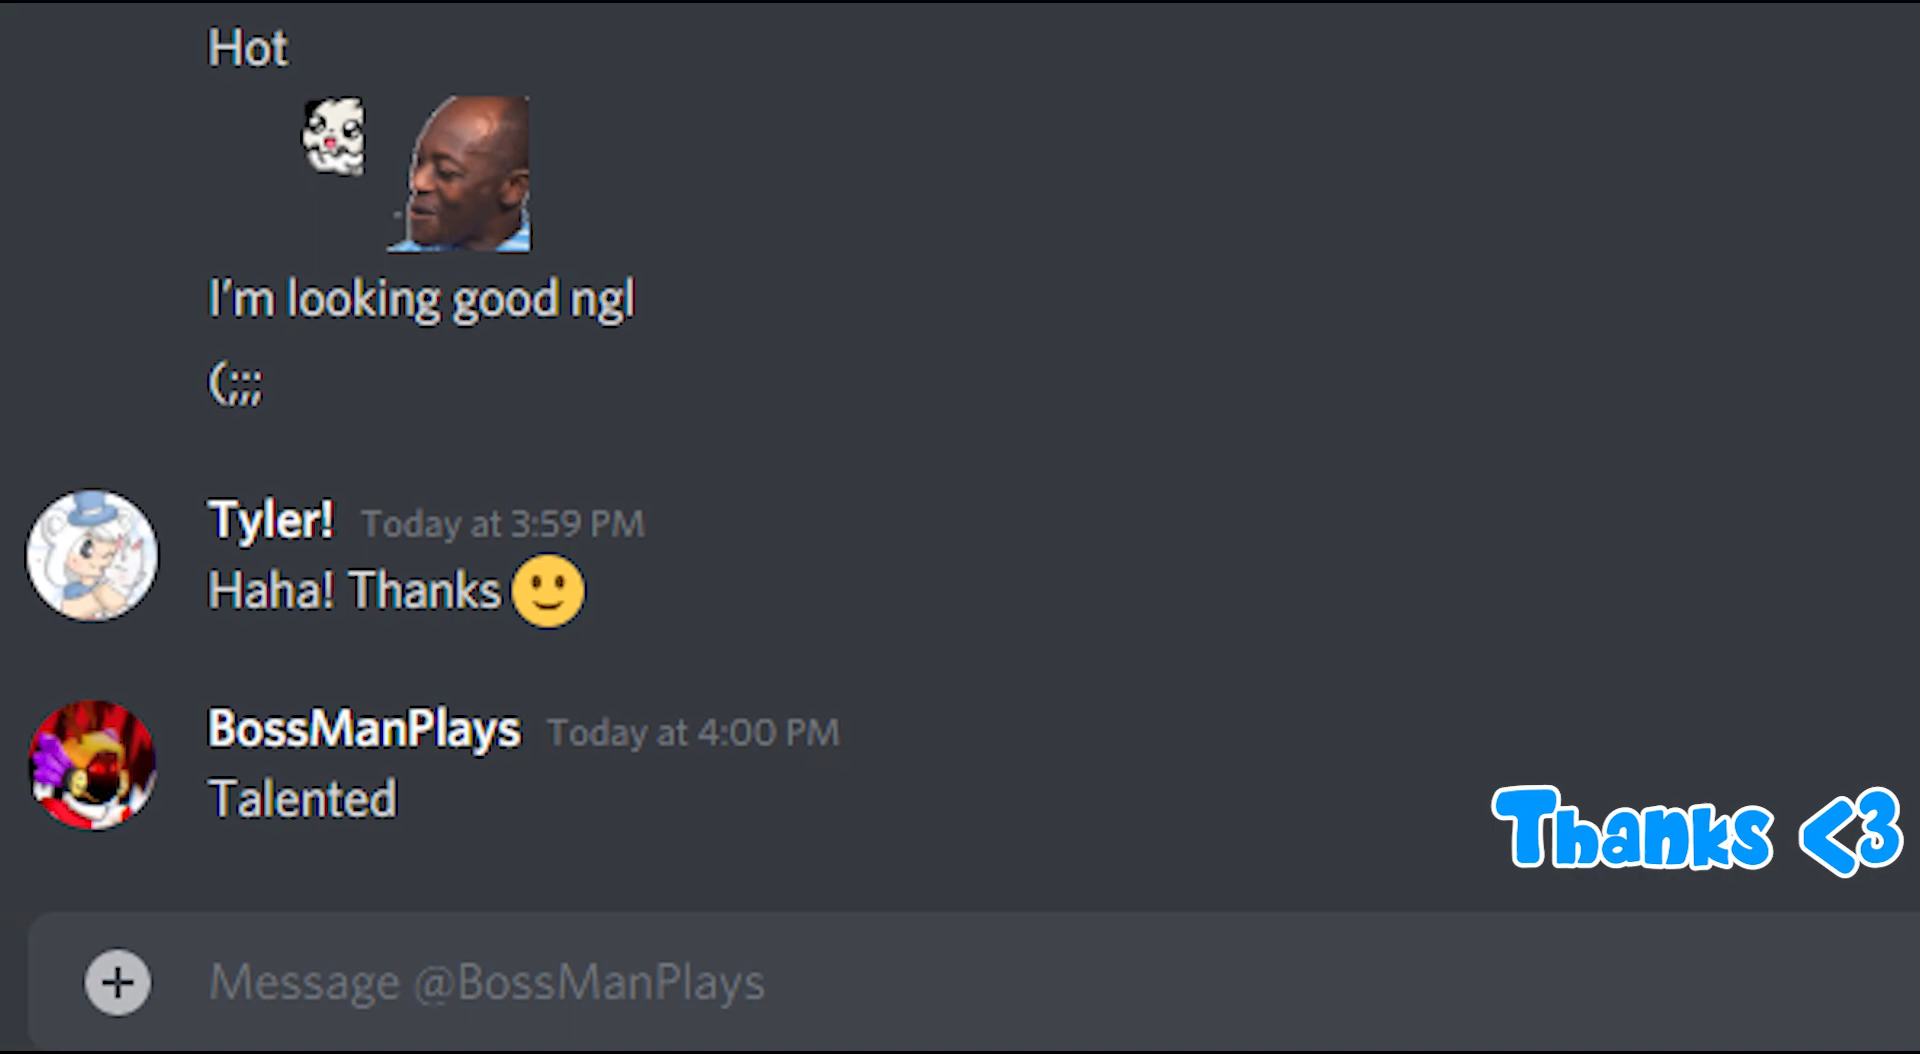 Hot
I'm looking good ngl
(;;;
Tyler! Today at 3:59 PM
Haha! Thanks
BossManPlays Today at 4:00 PM
Talented
Thanks <3
Message @BossManPlays